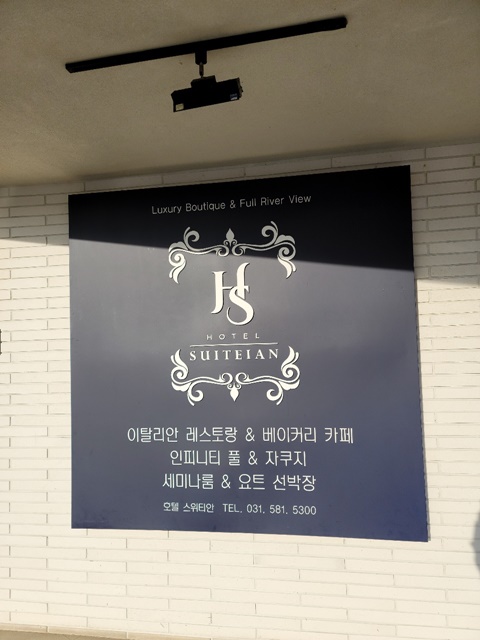 Luxury Boutique & Full River View
HS
HOTEL
SUITEIAN
이탈리안 레스토랑 & 베이커리 카페
인피니티 풀 & 자쿠지
세미나룸 & 요트 선박장
호텔 스위티안 TEL. 031. 581. 5300